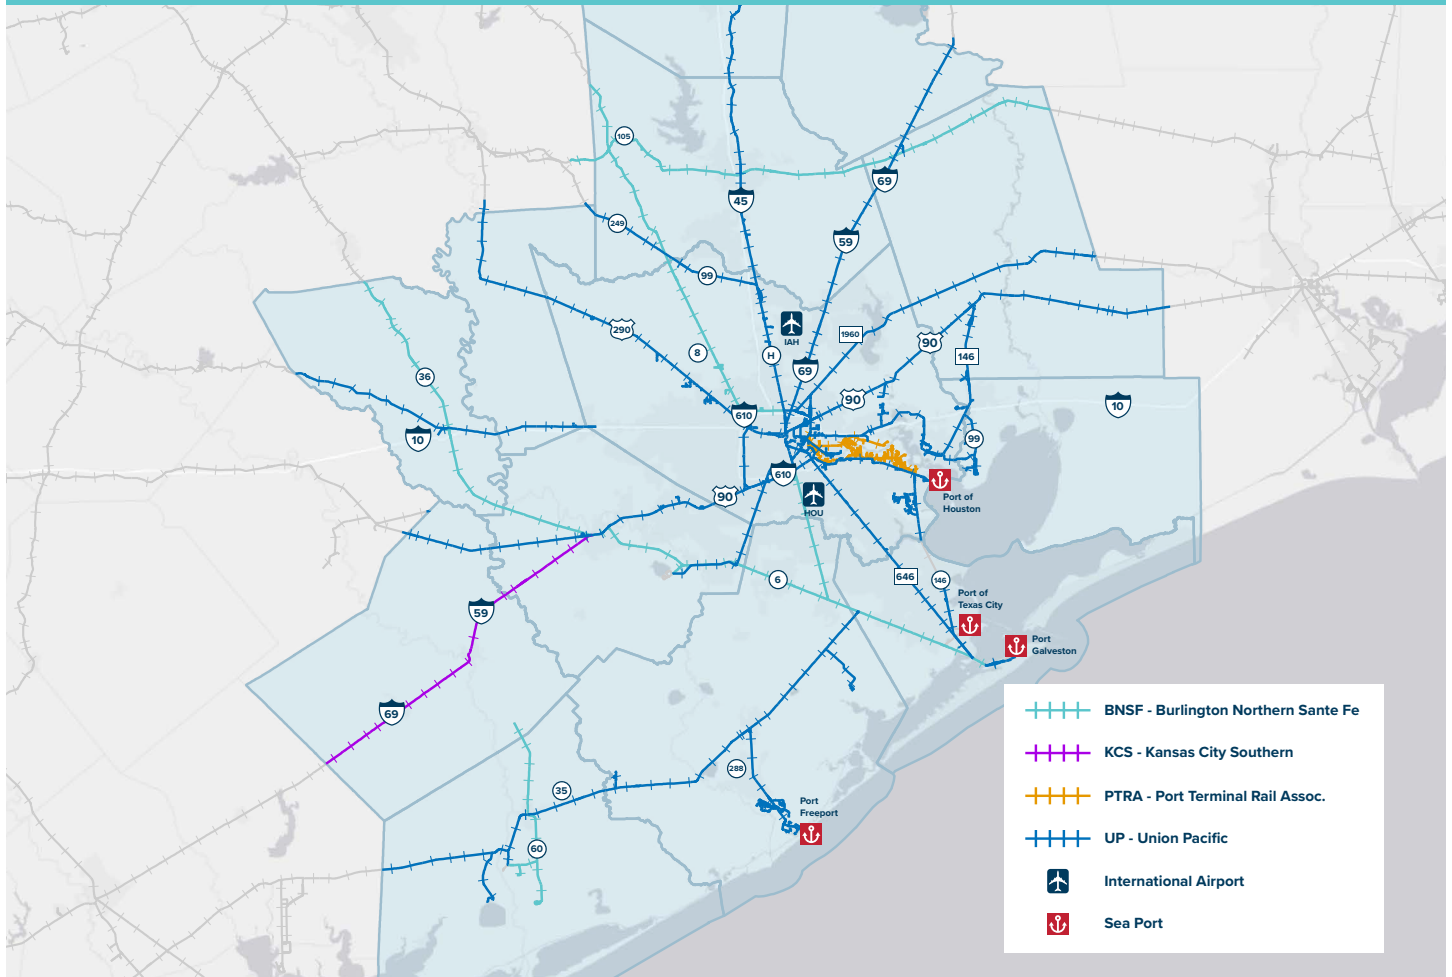 105
69
45
249
59
99
IAH
290
1960
90
8
H
146
69
36
90
10
610
10
99
610
90
HOU
Port of
Houston
646
6
146
Port of
Texas City
59
Port
Galveston
69
288
35
Port
Freeport
60
BNSF - Burlington Northern Sante Fe
KCS - Kansas City Southern
PTRA - Port Terminal Rail Assoc.
UP - Union Pacific
International Airport
Sea Port